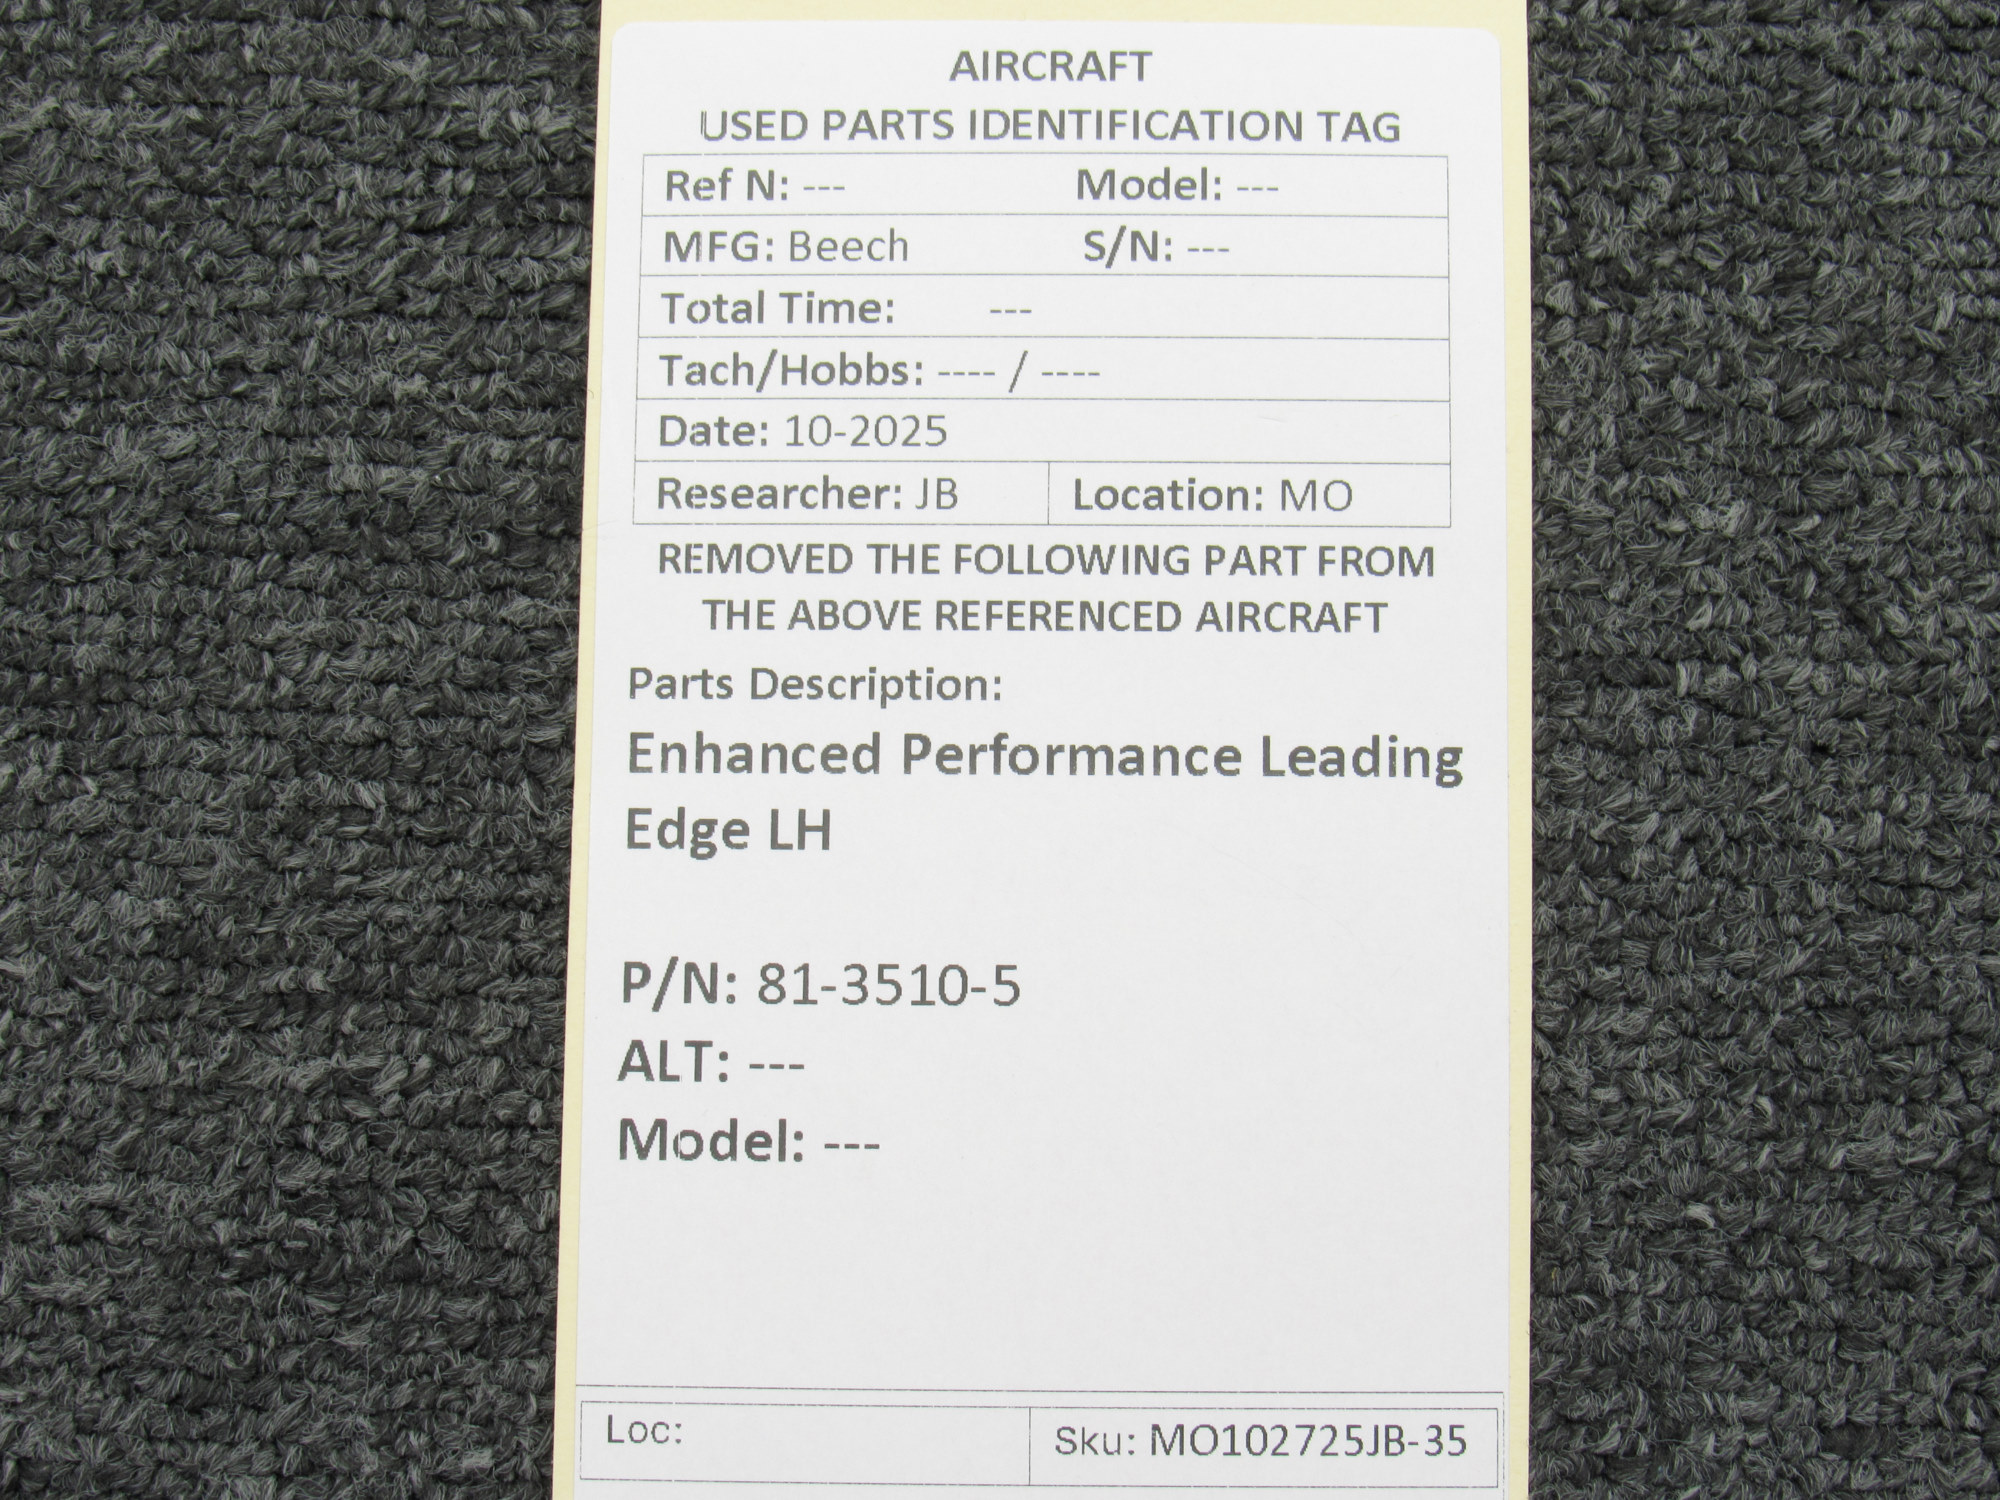 AIRCRAFT
USED PARTS IDENTIFICATION TAG
Ref N: --- Model: ---
MFG: Beech S/N: ---
Total Time: ---
Tach/Hobbs: ---- / ----
Date: 10-2025
Researcher: JB Location: MO
REMOVED THE FOLLOWING PART FROM
THE ABOVE REFERENCED AIRCRAFT
Parts Description:
Enhanced Performance Leading
Edge LH
P/N: 81-3510-5
ALT: ---
Model: ---
Loc: Sku: MO102725JB-35